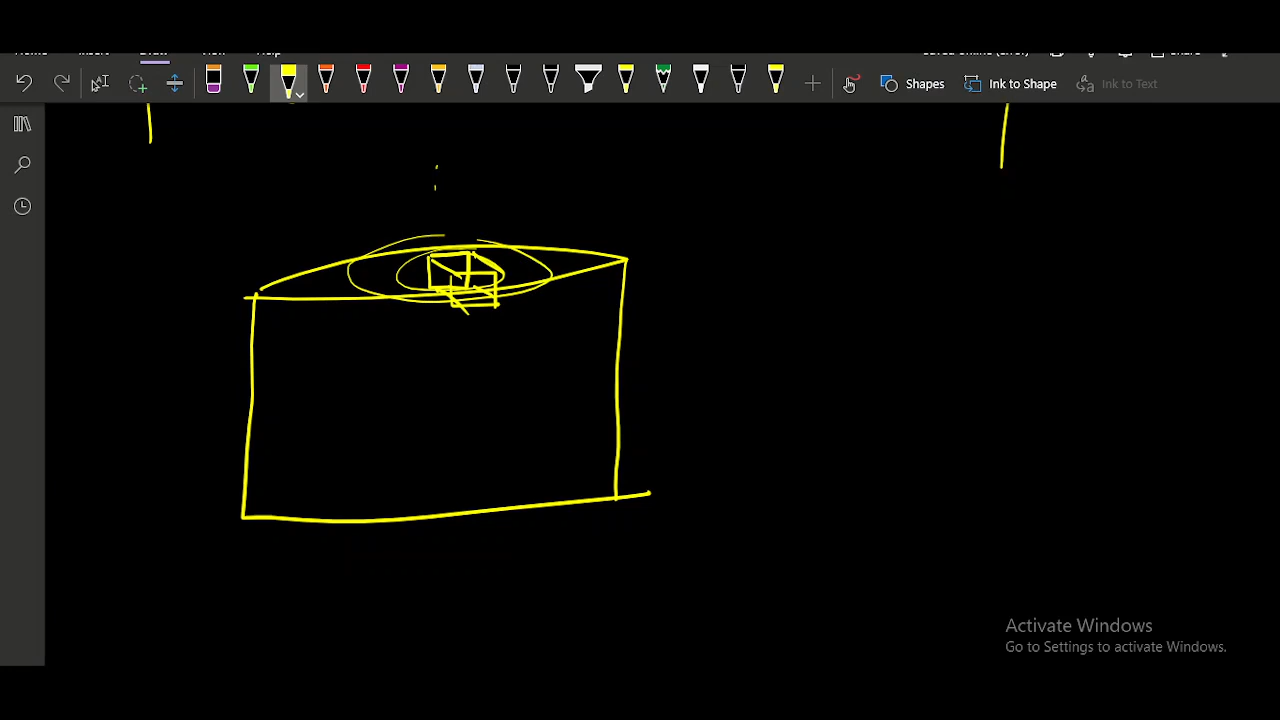 Shapes
Ink to Shape
Ink to Text
Activate Windows
Go to Settings to activate Windows.